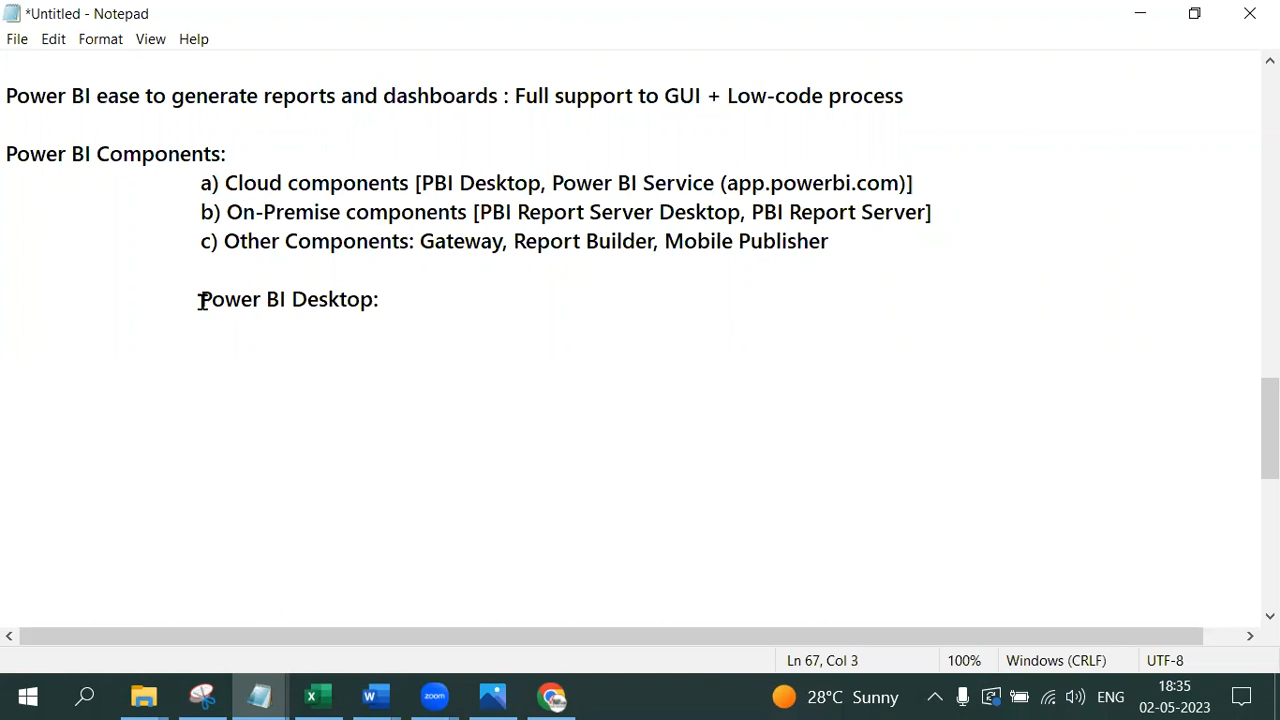 *Untitled - Notepad
File Edit Format View Help
Power BI ease to generate reports and dashboards : Full support to GUI + Low-code process
Power BI Components:
a) Cloud components [PBI Desktop, Power BI Service (app.powerbi.com)]
b) On-Premise components [PBI Report Server Desktop, PBI Report Server]
c) Other Components: Gateway, Report Builder, Mobile Publisher
Power BI Desktop:
Ln 67, Col 3 100% Windows (CRLF) UTF-8
zoom 28°C Sunny ENG 18:35
02-05-2023